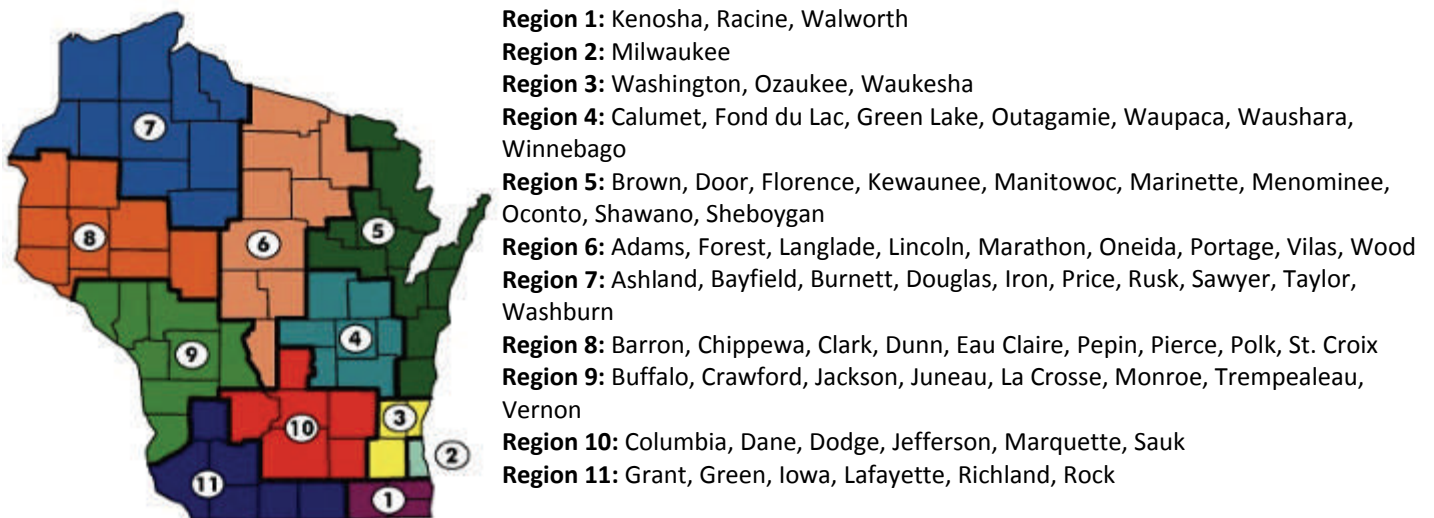 Region 1: Kenosha, Racine, Walworth
Region 2: Milwaukee
Region 3: Washington, Ozaukee, Waukesha
Region 4: Calumet, Fond du Lac, Green Lake, Outagamie, Waupaca, Waushara,
Winnebago
Region 5: Brown, Door, Florence, Kewaunee, Manitowoc, Marinette, Menominee,
Oconto, Shawano, Sheboygan
Region 6: Adams, Forest, Langlade, Lincoln, Marathon, Oneida, Portage, Vilas, Wood
Region 7: Ashland, Bayfield, Burnett, Douglas, Iron, Price, Rusk, Sawyer, Taylor,
Washburn
Region 8: Barron, Chippewa, Clark, Dunn, Eau Claire, Pepin, Pierce, Polk, St. Croix
Region 9: Buffalo, Crawford, Jackson, Juneau, La Crosse, Monroe, Trempealeau,
Vernon
Region 10: Columbia, Dane, Dodge, Jefferson, Marquette, Sauk
Region 11: Grant, Green, Iowa, Lafayette, Richland, Rock
7
8
6
5
9
4
10
3
2
11
1